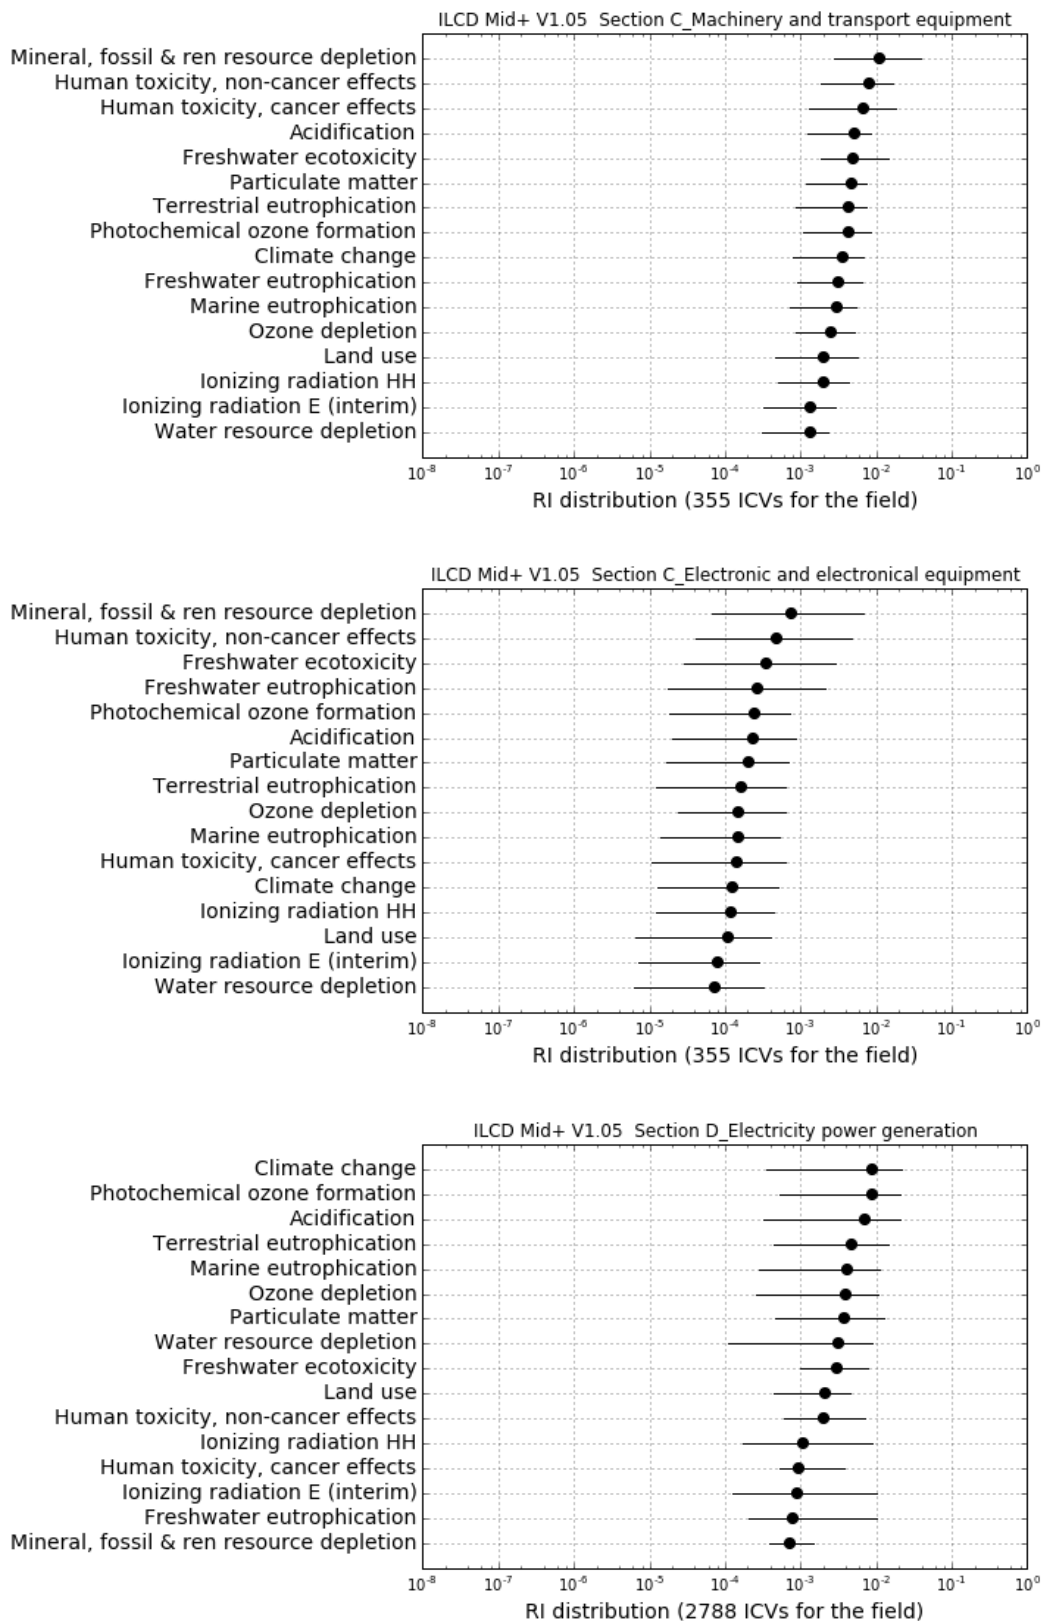 ILCD Mid+ V1.05  Section C_Machinery and transport equipment
Mineral, fossil & ren resource depletion
Human toxicity, non-cancer effects
Human toxicity, cancer effects
Acidification
Freshwater ecotoxicity
Particulate matter
Terrestrial eutrophication
Photochemical ozone formation
Climate change
Freshwater eutrophication
Marine eutrophication
Ozone depletion
Land use
Ionizing radiation HH
Ionizing radiation E (interim)
Water resource depletion
10⁻⁸ 10⁻⁷ 10⁻⁶ 10⁻⁵ 10⁻⁴ 10⁻³ 10⁻² 10⁻¹ 10⁰
RI distribution (355 ICVs for the field)
ILCD Mid+ V1.05  Section C_Electronic and electronical equipment
Mineral, fossil & ren resource depletion
Human toxicity, non-cancer effects
Freshwater ecotoxicity
Freshwater eutrophication
Photochemical ozone formation
Acidification
Particulate matter
Terrestrial eutrophication
Ozone depletion
Marine eutrophication
Human toxicity, cancer effects
Climate change
Ionizing radiation HH
Land use
Ionizing radiation E (interim)
Water resource depletion
10⁻⁸ 10⁻⁷ 10⁻⁶ 10⁻⁵ 10⁻⁴ 10⁻³ 10⁻² 10⁻¹ 10⁰
RI distribution (355 ICVs for the field)
ILCD Mid+ V1.05  Section D_Electricity power generation
Climate change
Photochemical ozone formation
Acidification
Terrestrial eutrophication
Marine eutrophication
Ozone depletion
Particulate matter
Water resource depletion
Freshwater ecotoxicity
Land use
Human toxicity, non-cancer effects
Ionizing radiation HH
Human toxicity, cancer effects
Ionizing radiation E (interim)
Freshwater eutrophication
Mineral, fossil & ren resource depletion
10⁻⁸ 10⁻⁷ 10⁻⁶ 10⁻⁵ 10⁻⁴ 10⁻³ 10⁻² 10⁻¹ 10⁰
RI distribution (2788 ICVs for the field)